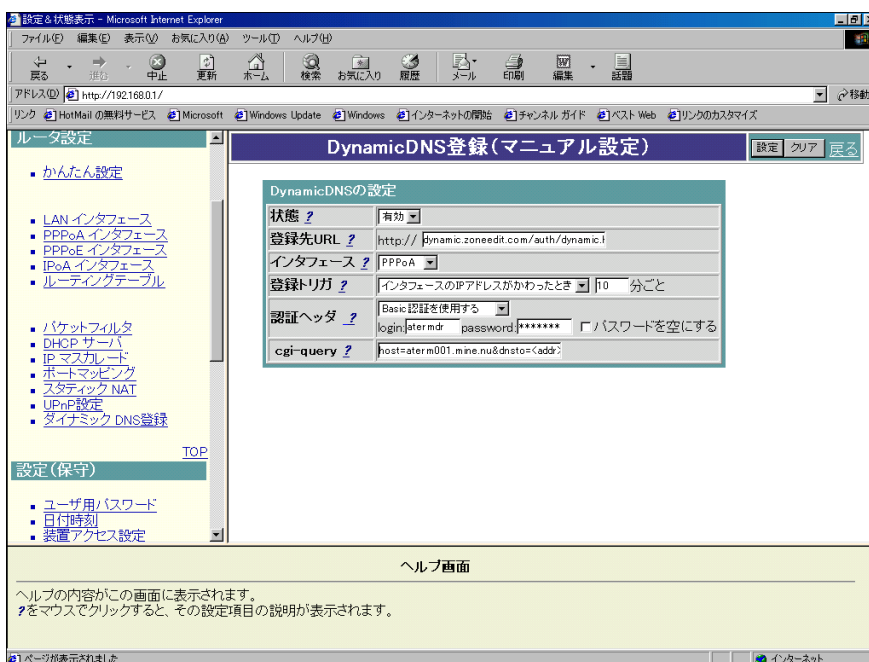 設定&状態表示 - Microsoft Internet Explorer
ファイル(F) 編集(E) 表示(V) お気に入り(A) ツール(T) ヘルプ(H)
戻る 進む 中止 更新 ホーム 検索 お気に入り 履歴 メール 印刷 編集 話題
アドレス(D) http://192.168.0.1/ 移動
リンク HotMail の無料サービス Microsoft Windows Update Windows インターネットの開始 チャンネル ガイド ベスト Web リンクのカスタマイズ
ルータ設定
かんたん設定
LAN インタフェース
PPPoA インタフェース
PPPoE インタフェース
IPoA インタフェース
ルーティングテーブル
パケットフィルタ
DHCP サーバ
IP マスカレード
ポートマッピング
スタティック NAT
UPnP設定
ダイナミック DNS登録
TOP
設定(保守)
ユーザ用パスワード
日付時刻
装置アクセス設定
DynamicDNS登録(マニュアル設定)
設定 クリア 戻る
DynamicDNSの設定
状態 ? 有効
登録先URL ? http:// dynamic.zoneedit.com/auth/dynamic.
インタフェース ? PPPoA
登録トリガ ? インタフェースのIPアドレスがかわったとき 10 分ごと
認証ヘッダ ? Basic認証を使用する
login: atermdr password: ******* パスワードを空にする
cgi-query ? host=aterm001.mine.nu&dnsto=<addr>
ヘルプ画面
ヘルプの内容がこの画面に表示されます。
?をマウスでクリックすると、その設定項目の説明が表示されます。
ページが表示されました インターネット